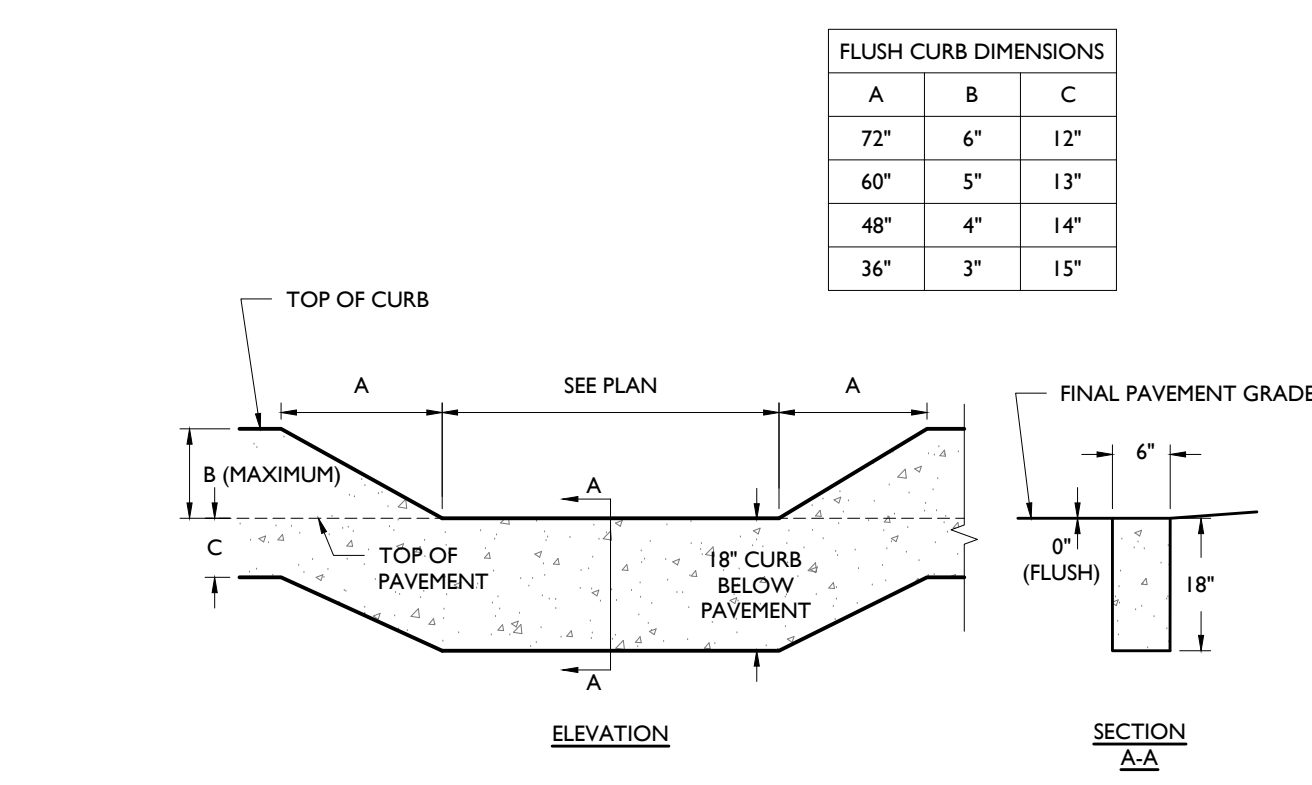 FLUSH CURB DIMENSIONS
A B C
72" 6" 12"
60" 5" 13"
48" 4" 14"
36" 3" 15"
TOP OF CURB
A SEE PLAN A
FINAL PAVEMENT GRADE
B (MAXIMUM)
6"
A
C
TOP OF
PAVEMENT
18" CURB
BELOW
PAVEMENT
0"
(FLUSH)
18"
A
ELEVATION
SECTION
A-A